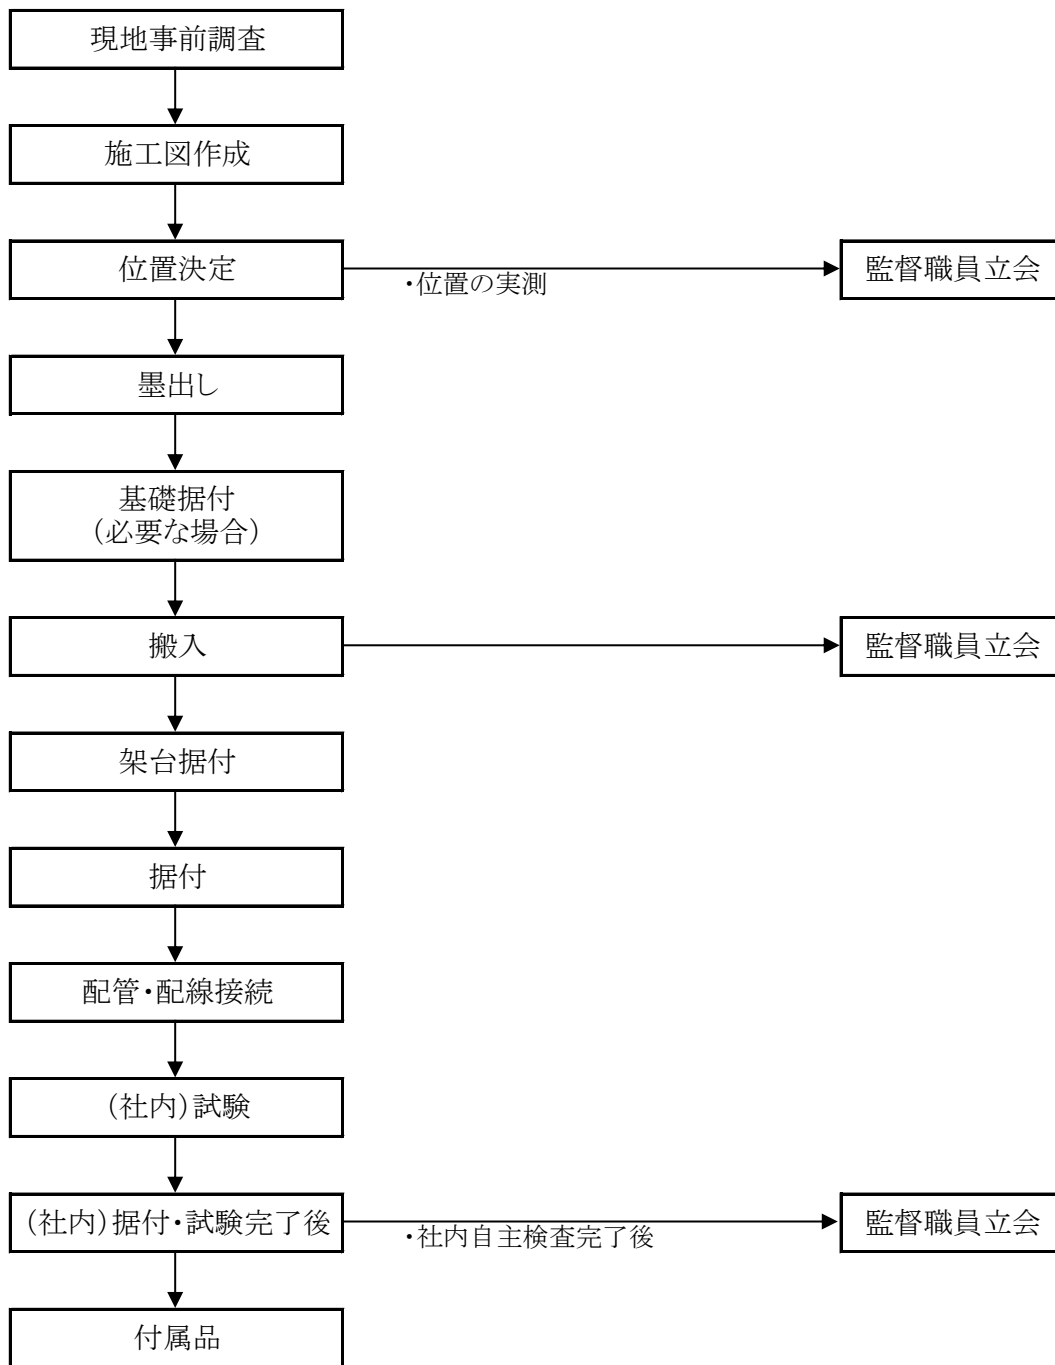 現地事前調査
施工図作成
位置決定
・位置の実測
監督職員立会
墨出し
基礎据付
（必要な場合）
搬入
監督職員立会
架台据付
据付
配管・配線接続
（社内）試験
（社内）据付・試験完了後
・社内自主検査完了後
監督職員立会
付属品